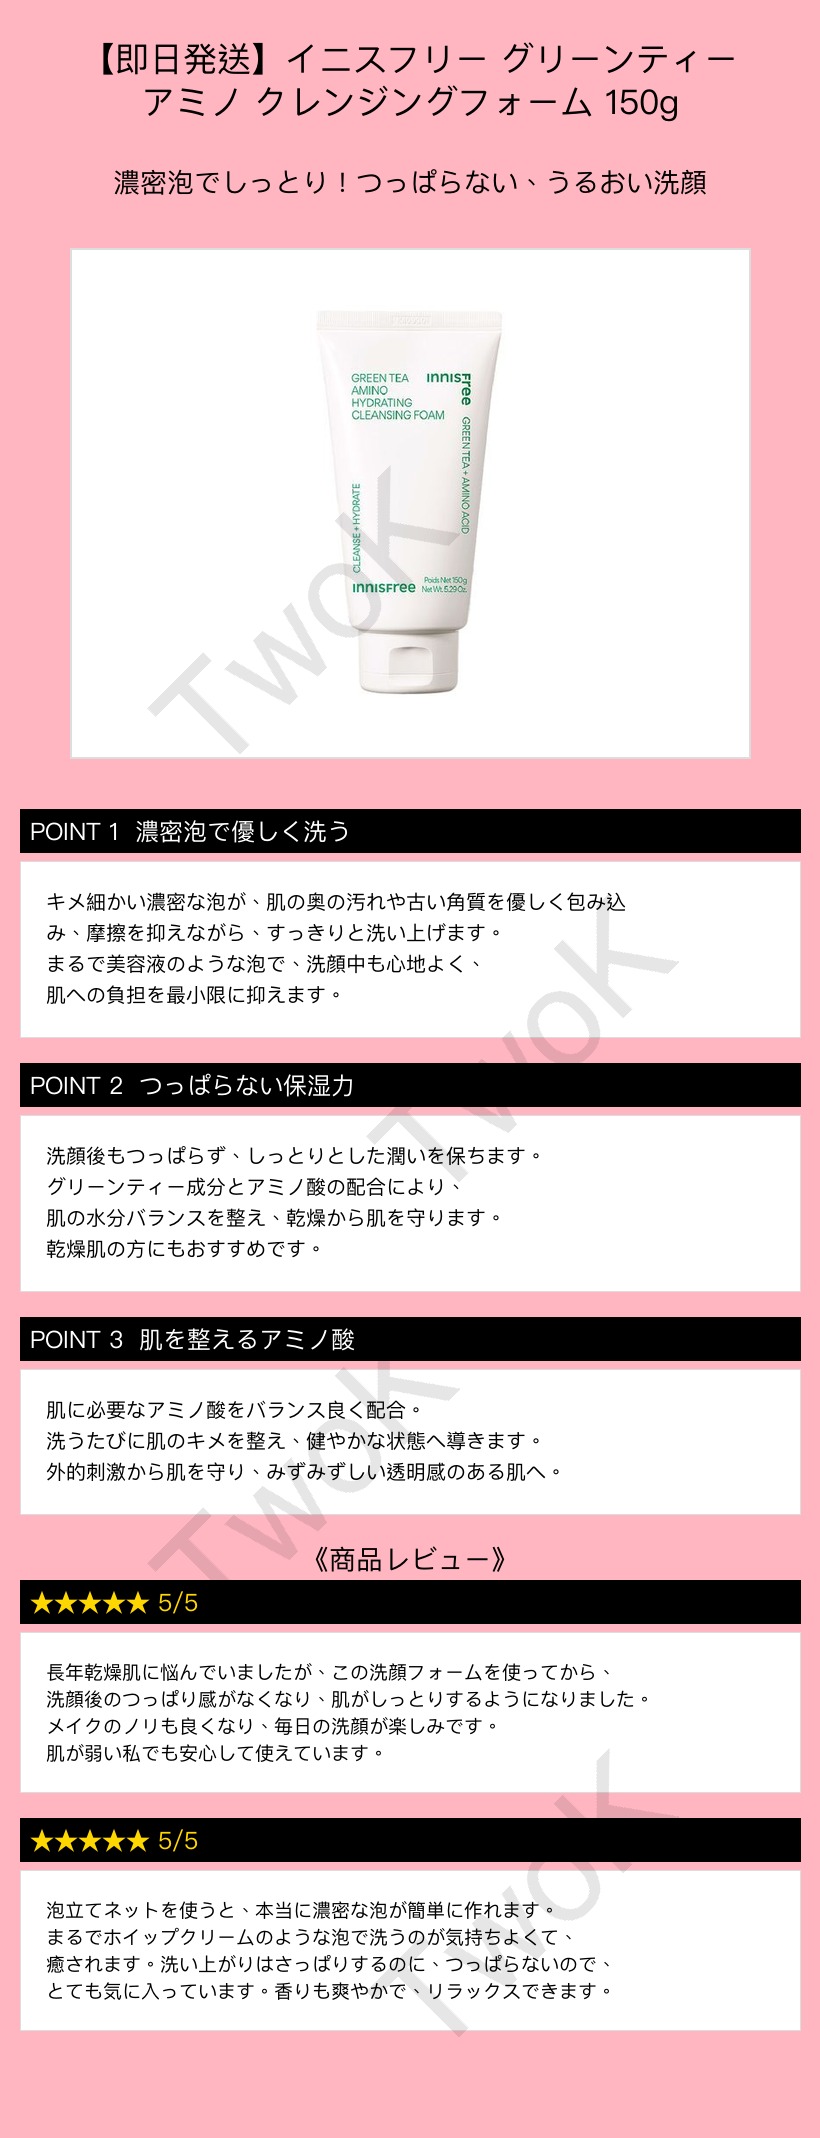 【即日発送】イニスフリー グリーンティー
アミノ クレンジングフォーム 150g
濃密泡でしっとり！つっぱらない、うるおい洗顔
GREEN TEA
AMINO
HYDRATING
CLEANSING FOAM
innisfree
GREEN TEA + AMINO ACID
CLEANSE + HYDRATE
innisfree
Poids Net 150g
Net Wt. 5.29 Oz.
TwoK
POINT 1 濃密泡で優しく洗う
キメ細かい濃密な泡が、肌の奥の汚れや古い角質を優しく包み込
み、摩擦を抑えながら、すっきりと洗い上げます。
まるで美容液のような泡で、洗顔中も心地よく、
肌への負担を最小限に抑えます。
TwoK
POINT 2 つっぱらない保湿力
洗顔後もつっぱらず、しっとりとした潤いを保ちます。
グリーンティー成分とアミノ酸の配合により、
肌の水分バランスを整え、乾燥から肌を守ります。
乾燥肌の方にもおすすめです。
POINT 3 肌を整えるアミノ酸
肌に必要なアミノ酸をバランス良く配合。
洗うたびに肌のキメを整え、健やかな状態へ導きます。
外的刺激から肌を守り、みずみずしい透明感のある肌へ。
TwoK
《商品レビュー》
★★★★★ 5/5
長年乾燥肌に悩んでいましたが、この洗顔フォームを使ってから、
洗顔後のつっぱり感がなくなり、肌がしっとりするようになりました。
メイクのノリも良くなり、毎日の洗顔が楽しみです。
肌が弱い私でも安心して使えています。
★★★★★ 5/5
泡立てネットを使うと、本当に濃密な泡が簡単に作れます。
まるでホイップクリームのような泡で洗うのが気持ちよくて、
癒されます。洗い上がりはさっぱりするのに、つっぱらないので、
とても気に入っています。香りも爽やかで、リラックスできます。
TwoK